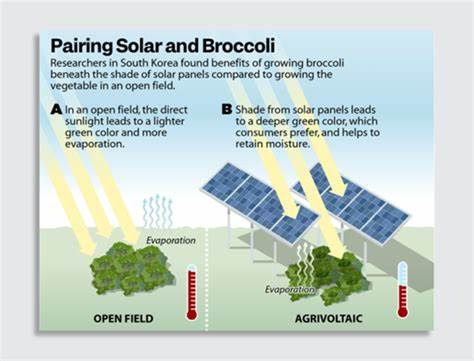 Pairing Solar and Broccoli
Researchers in South Korea found benefits of growing broccoli
beneath the shade of solar panels compared to growing the
vegetable in an open field.
A In an open field, the direct
sunlight leads to a lighter
green color and more
evaporation.
B Shade from solar panels leads
to a deeper green color, which
consumers prefer, and helps to
retain moisture.
Evaporation
Evaporation
OPEN FIELD
AGRIVOLTAIC